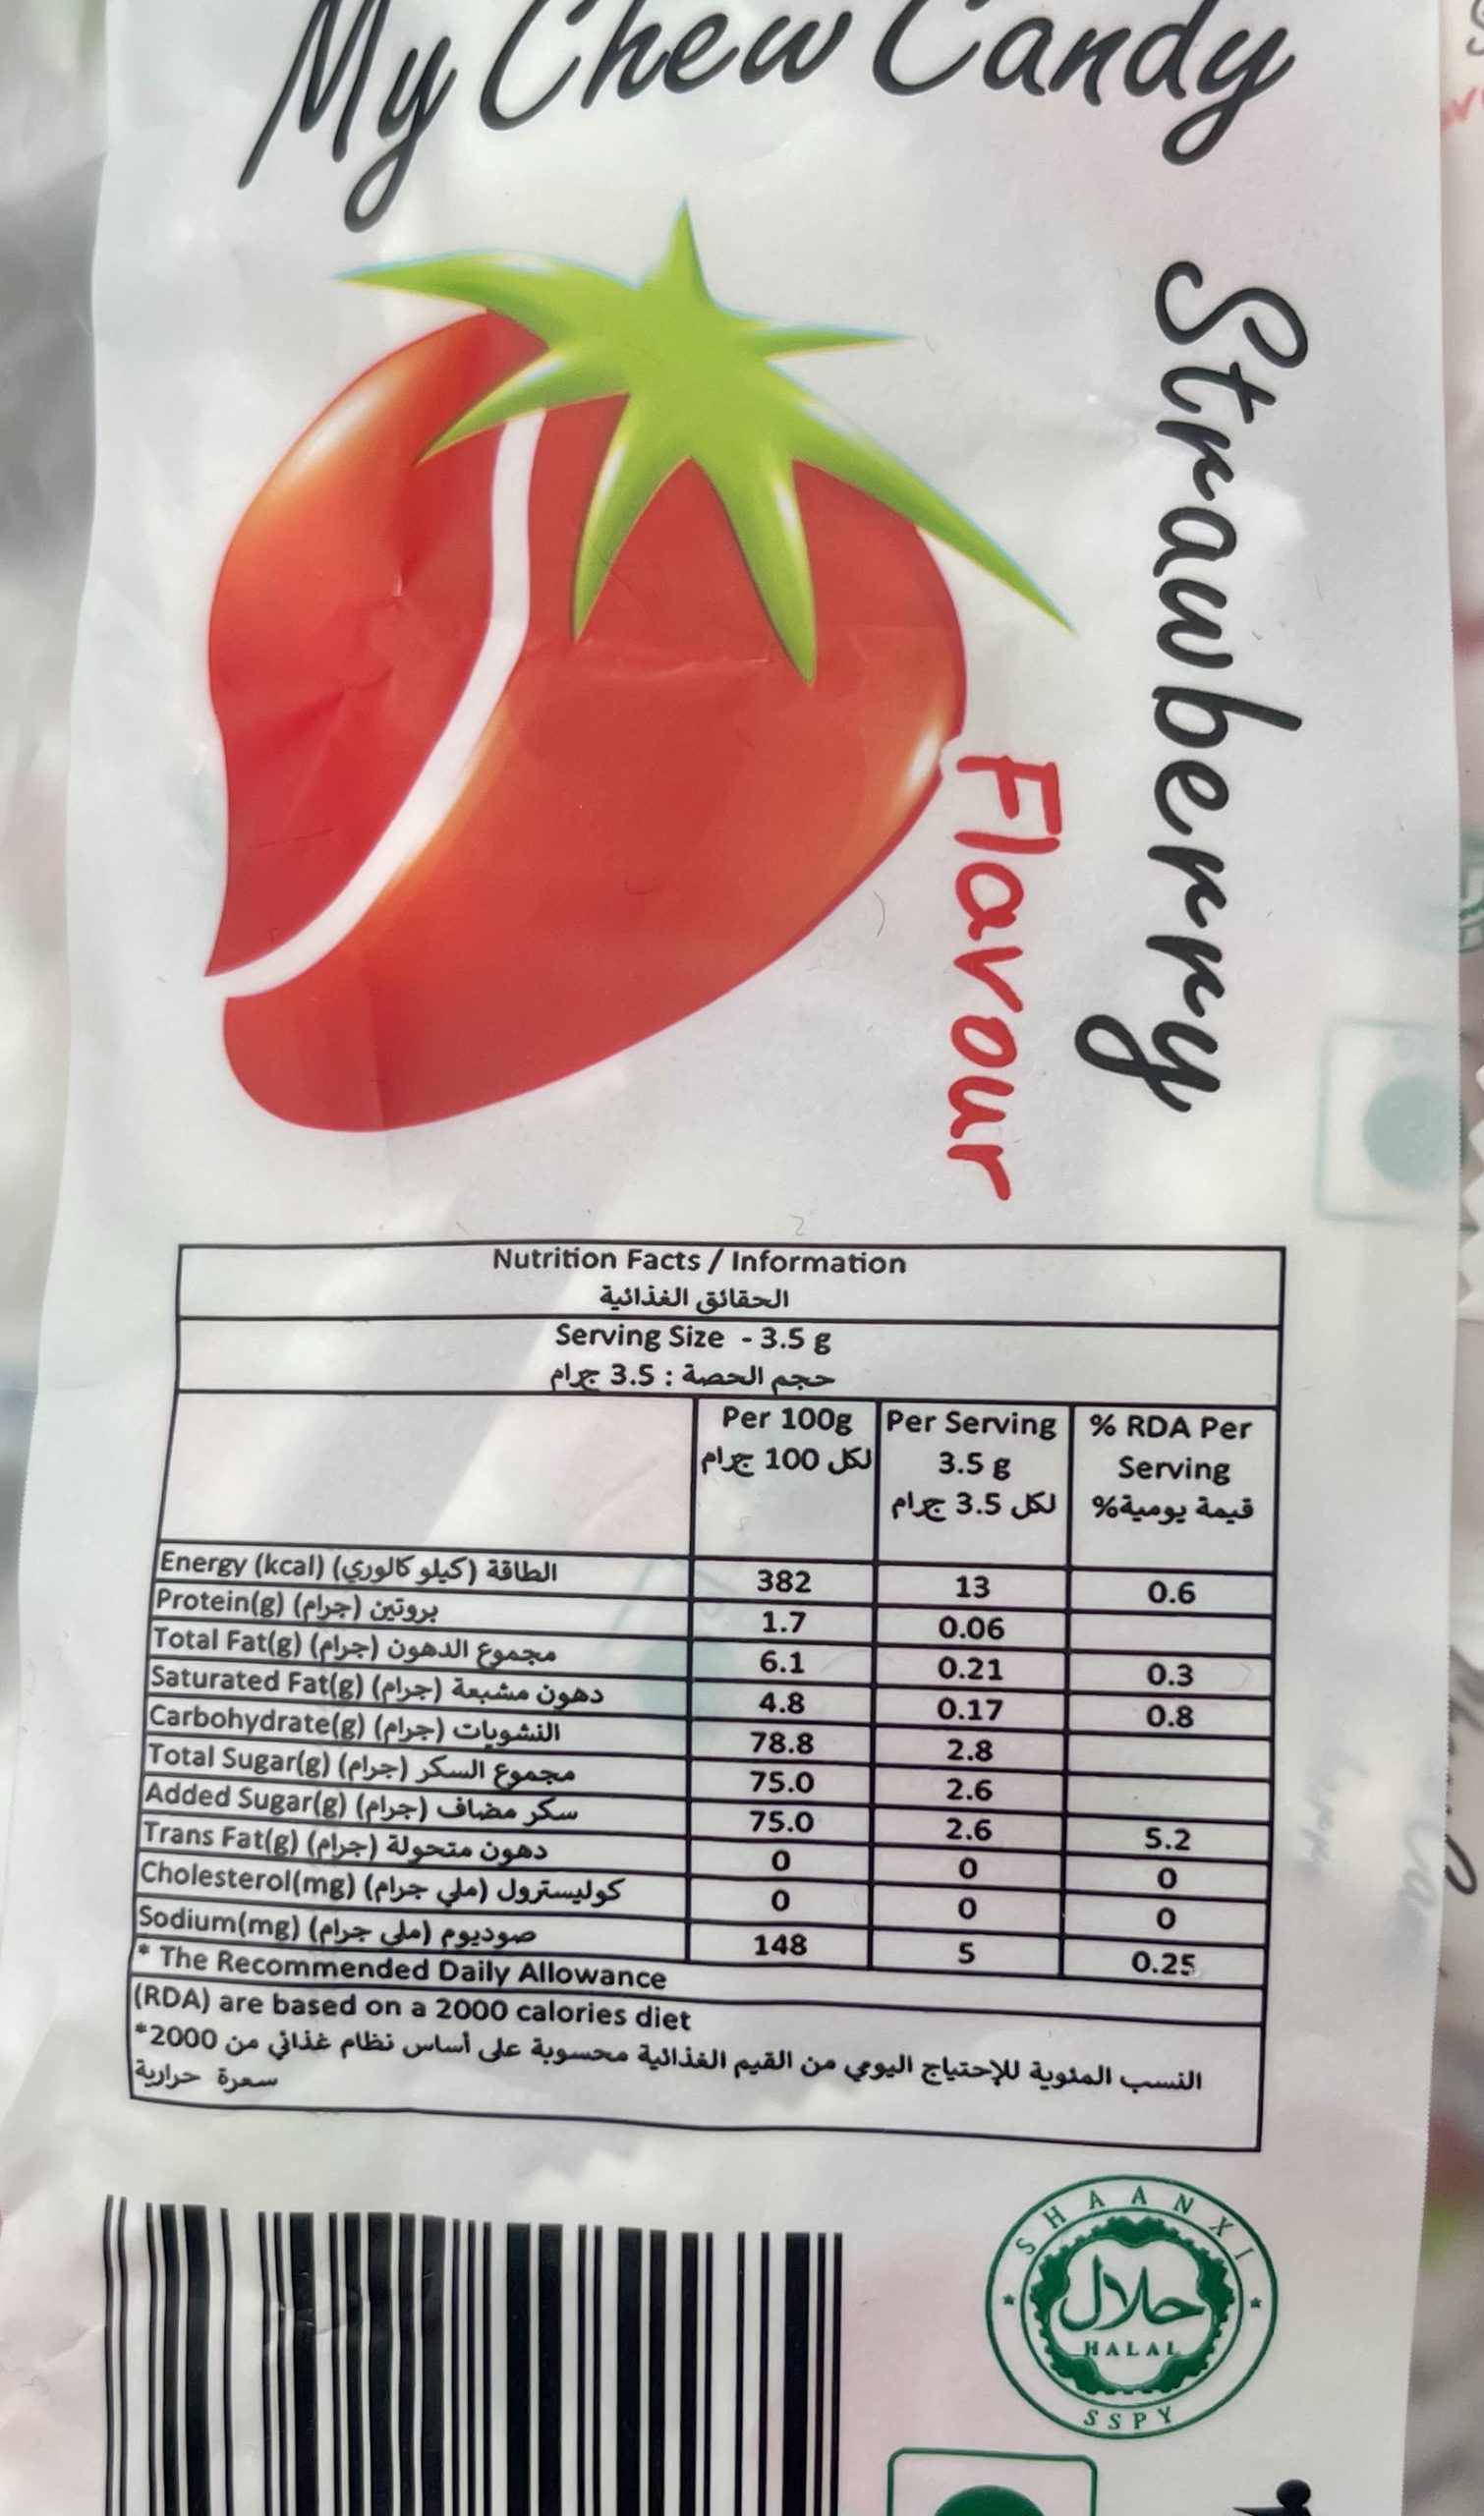 My Chew Candy
Strawberry
Flavour
Nutrition Facts / Information
الحقائق الغذائية
Serving Size - 3.5 g
حجم الحصة : 3.5 جرام
Per 100g Per Serving % RDA Per
لكل 100 جرام 3.5 g Serving
لكل 3.5 جرام %قيمة يومية
Energy (kcal) الطاقة (كيلو كالوري) 382 13 0.6
Protein(g) بروتين (جرام) 1.7 0.06
Total Fat(g) مجموع الدهون (جرام) 6.1 0.21 0.3
Saturated Fat(g) دهون مشبعة (جرام) 4.8 0.17 0.8
Carbohydrate(g) النشويات (جرام) 78.8 2.8
Total Sugar(g) مجموع السكر (جرام) 75.0 2.6
Added Sugar(g) سكر مضاف (جرام) 75.0 2.6 5.2
Trans Fat(g) دهون متحولة (جرام) 0 0 0
Cholesterol(mg) كوليسترول (ملي جرام) 0 0 0
Sodium(mg) صوديوم (ملي جرام) 148 5 0.25
* The Recommended Daily Allowance
(RDA) are based on a 2000 calories diet
النسب المئوية للإحتياج اليومي من القيم الغذائية محسوبة على أساس نظام غذائي من 2000*
سعرة حرارية
SHAANXI
حلال
HALAL
SSPY